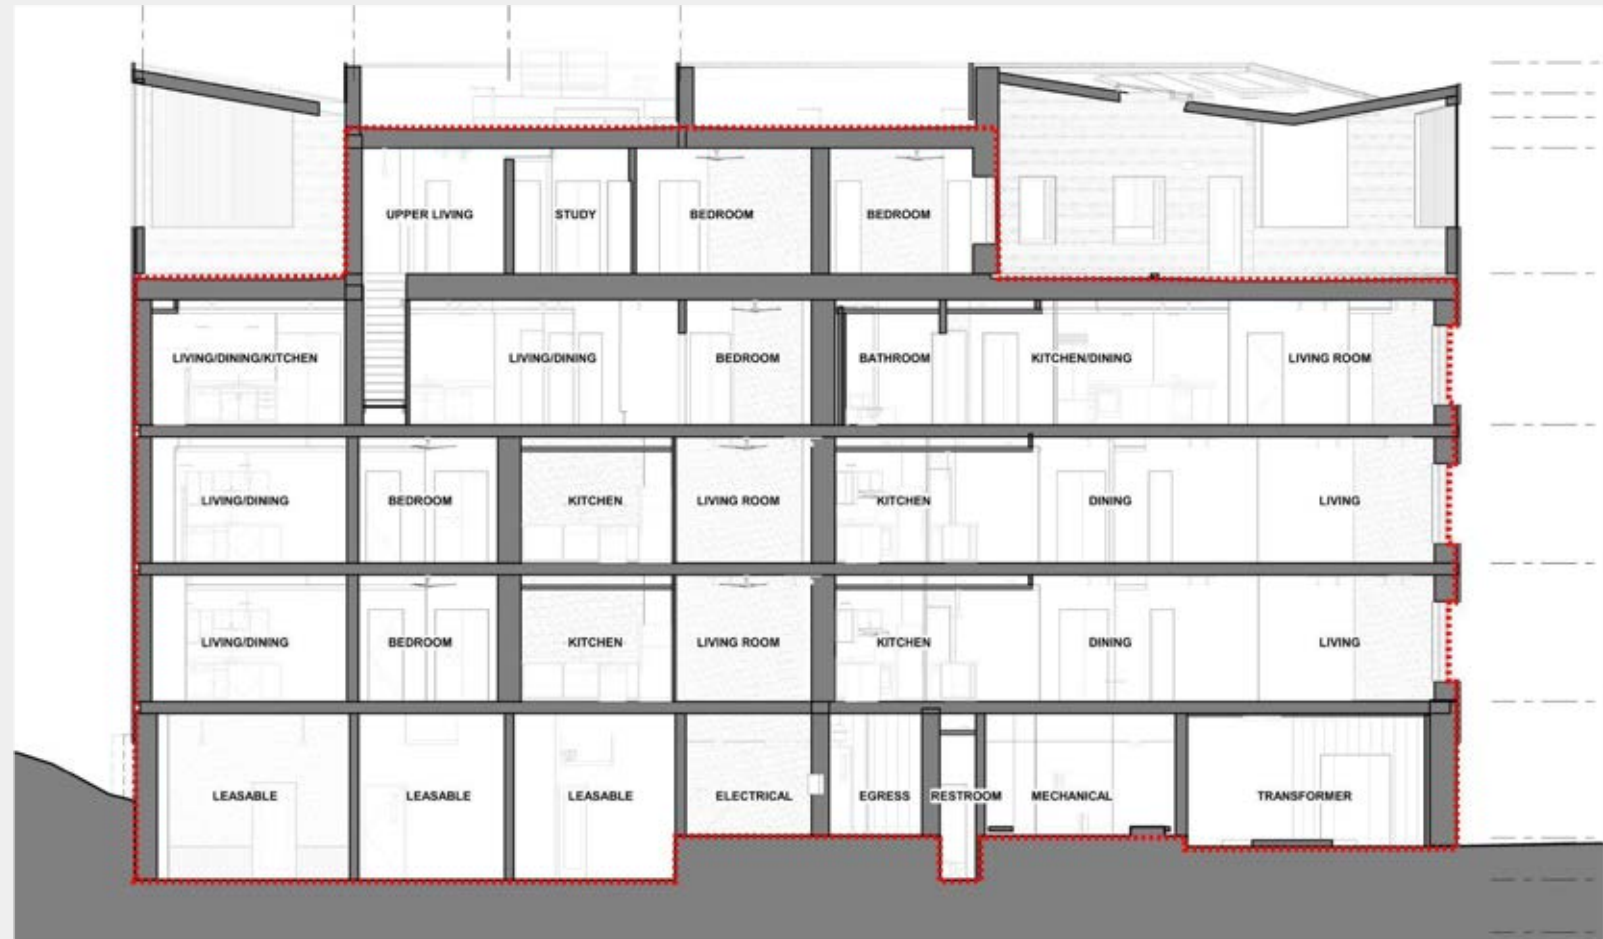 UPPER LIVING
STUDY
BEDROOM
BEDROOM
LIVING/DINING/KITCHEN
LIVING/DINING
BEDROOM
BATHROOM
KITCHEN/DINING
LIVING ROOM
LIVING/DINING
BEDROOM
KITCHEN
LIVING ROOM
KITCHEN
DINING
LIVING
LIVING/DINING
BEDROOM
KITCHEN
LIVING ROOM
KITCHEN
DINING
LIVING
LEASABLE
LEASABLE
LEASABLE
ELECTRICAL
EGRESS
RESTROOM
MECHANICAL
TRANSFORMER